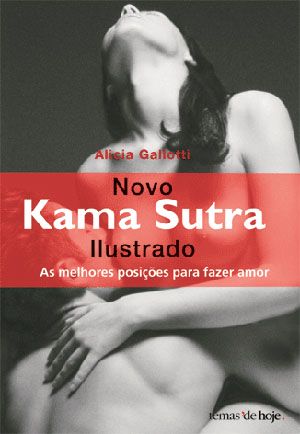 Alicia Gallotti
Novo
Kama Sutra
Ilustrado
As melhores posições para fazer amor
temas de hoje.